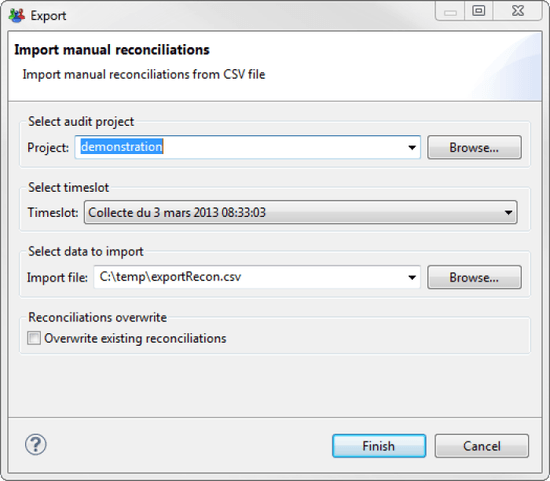 Export
Import manual reconciliations
Import manual reconciliations from CSV file
Select audit project
Project: demonstration Browse...
Select timeslot
Timeslot: Collecte du 3 mars 2013 08:33:03
Select data to import
Import file: C:\temp\exportRecon.csv Browse...
Reconciliations overwrite
Overwrite existing reconciliations
? Finish Cancel